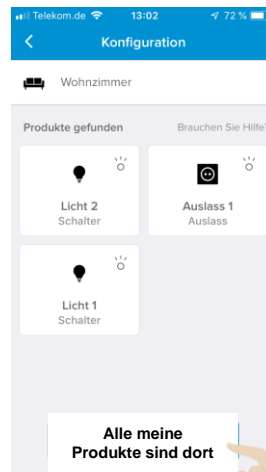 Telekom.de 13:02 72 %
Konfiguration
Wohnzimmer
Produkte gefunden Brauchen Sie Hilfe?
Licht 2 Auslass 1
Schalter Auslass
Licht 1
Schalter
Alle meine
Produkte sind dort